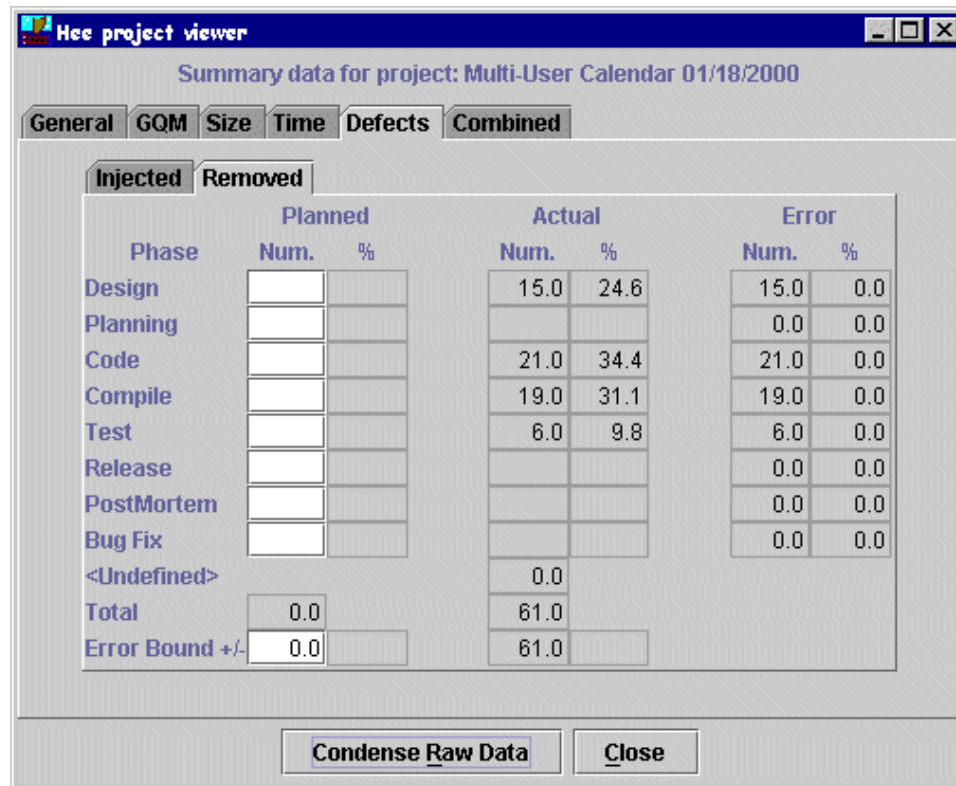 Hee project viewer
Summary data for project: Multi-User Calendar 01/18/2000
General GQM Size Time Defects Combined
Injected Removed
Planned Actual Error
Phase Num. % Num. % Num. %
Design 15.0 24.6 15.0 0.0
Planning 0.0 0.0
Code 21.0 34.4 21.0 0.0
Compile 19.0 31.1 19.0 0.0
Test 6.0 9.8 6.0 0.0
Release 0.0 0.0
PostMortem 0.0 0.0
Bug Fix 0.0 0.0
<Undefined> 0.0
Total 0.0 61.0
Error Bound +/- 0.0 61.0
Condense Raw Data Close